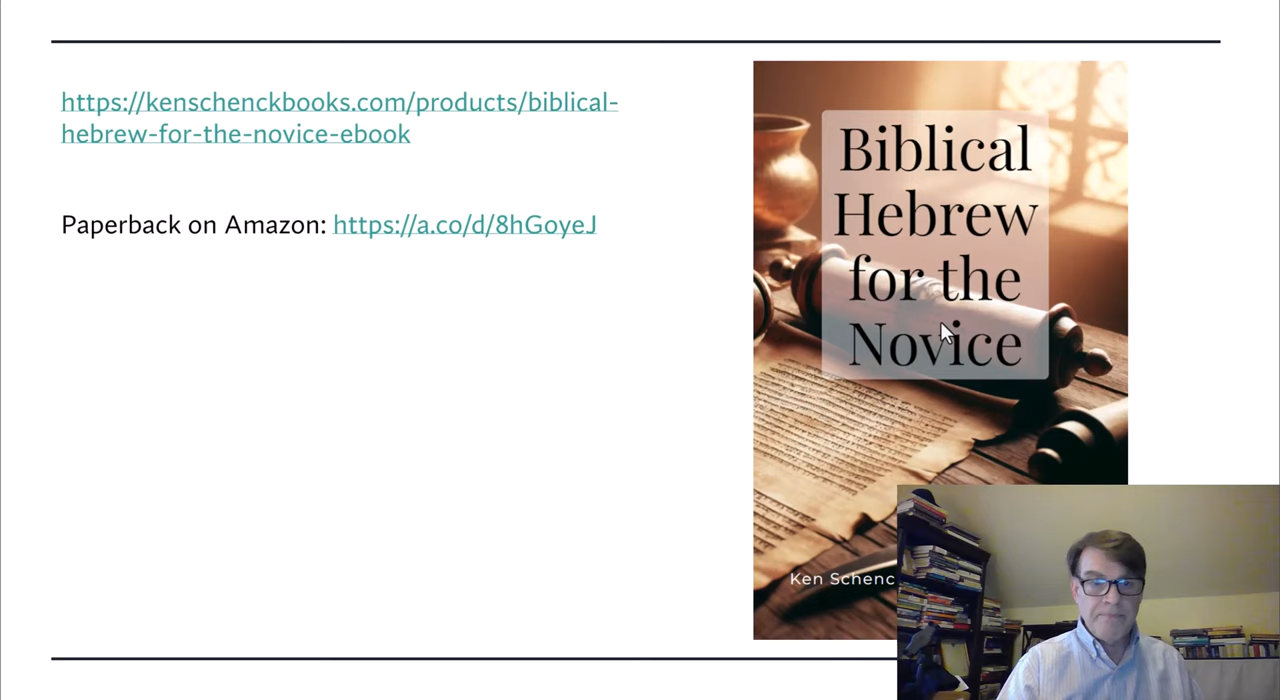 https://kenschenckbooks.com/products/biblical-
hebrew-for-the-novice-ebook
Paperback on Amazon: https://a.co/d/8hGoyeJ
Biblical
Hebrew
for the
Novice
Ken Schenc